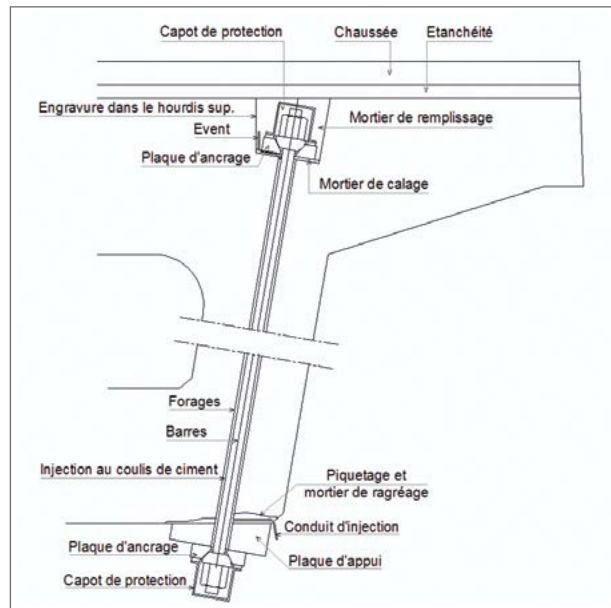 Capot de protection
Chaussée
Etanchéité
Engravure dans le hourdis sup.
Event
Mortier de remplissage
Plaque d'ancrage
Mortier de calage
Forages
Barres
Injection au coulis de ciment
Piquetage et
mortier de ragréage
Conduit d'injection
Plaque d'ancrage
Plaque d'appui
Capot de protection